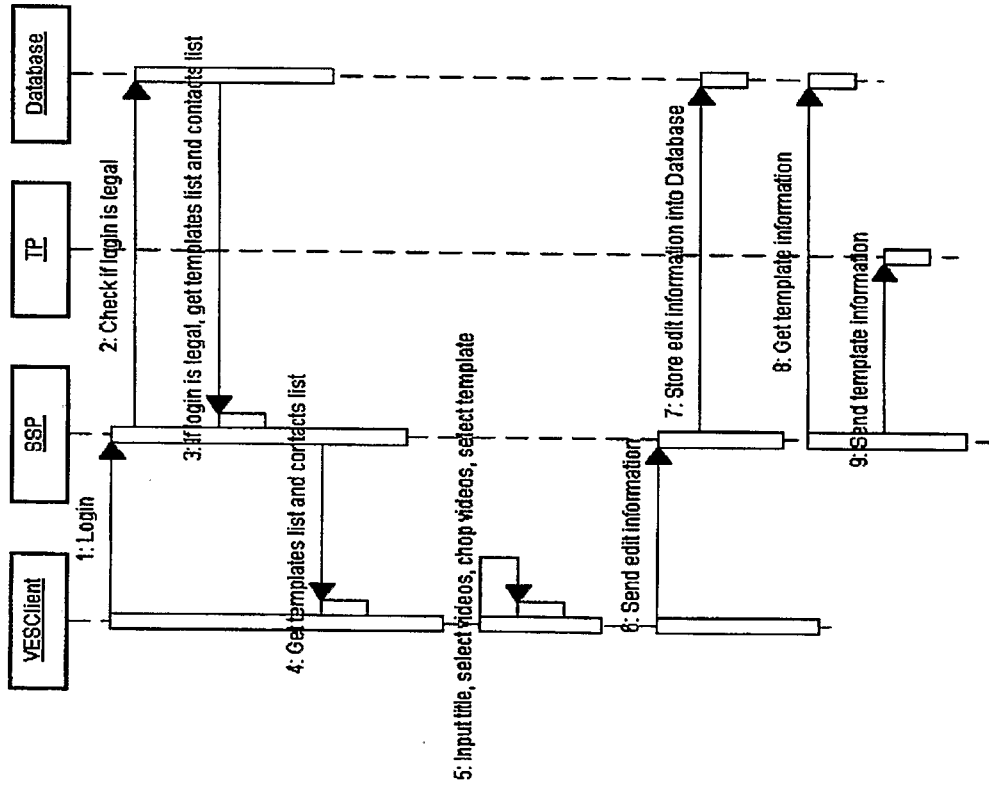 VESClient
SSP
TP
Database
1: Login
2: Check if login is legal
3: If login is legal, get templates list and contacts list
4: Get templates list and contacts list
5: Input title, select videos, chop videos, select template
6: Send edit information
7: Store edit information into Database
8: Get template information
9: Send template information